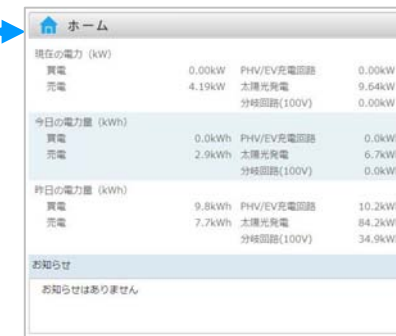 ホーム
現在の電力 (kW)
買電 0.00kW PHV/EV充電回路 0.00kW
売電 4.19kW 太陽光発電 9.64kW
分岐回路(100V) 0.00kW
今日の電力量 (kWh)
買電 0.0kWh PHV/EV充電回路 0.0kWh
売電 2.9kWh 太陽光発電 6.7kWh
分岐回路(100V) 0.0kWh
昨日の電力量 (kWh)
買電 9.8kWh PHV/EV充電回路 10.2kWh
売電 7.7kWh 太陽光発電 84.2kWh
分岐回路(100V) 34.9kWh
お知らせ
お知らせはありません